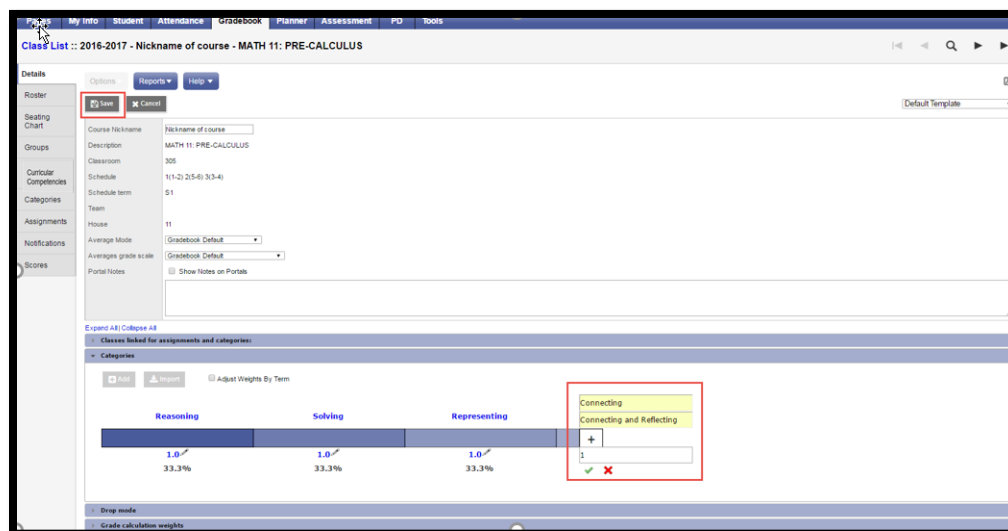 Pages My Info Student Attendance Gradebook Planner Assessment PD Tools
Class List :: 2016-2017 - Nickname of course - MATH 11: PRE-CALCULUS
Details
Roster
Seating
Chart
Groups
Curricular
Competencies
Categories
Assignments
Notifications
Scores
Options Reports Help
Save Cancel
Default Template
Course Nickname Nickname of course
Description MATH 11: PRE-CALCULUS
Classroom 305
Schedule 1(1-2) 2(5-6) 3(3-4)
Schedule term S1
Team
House 11
Average Mode Gradebook Default
Averages grade scale Gradebook Default
Portal Notes Show Notes on Portals
Expand All | Collapse All
Classes linked for assignments and categories:
Categories
Add Import Adjust Weights By Term
Connecting
Reasoning Solving Representing Connecting and Reflecting
+
1.0 1.0 1.0 1
33.3% 33.3% 33.3%
Drop mode
Grade calculation weights